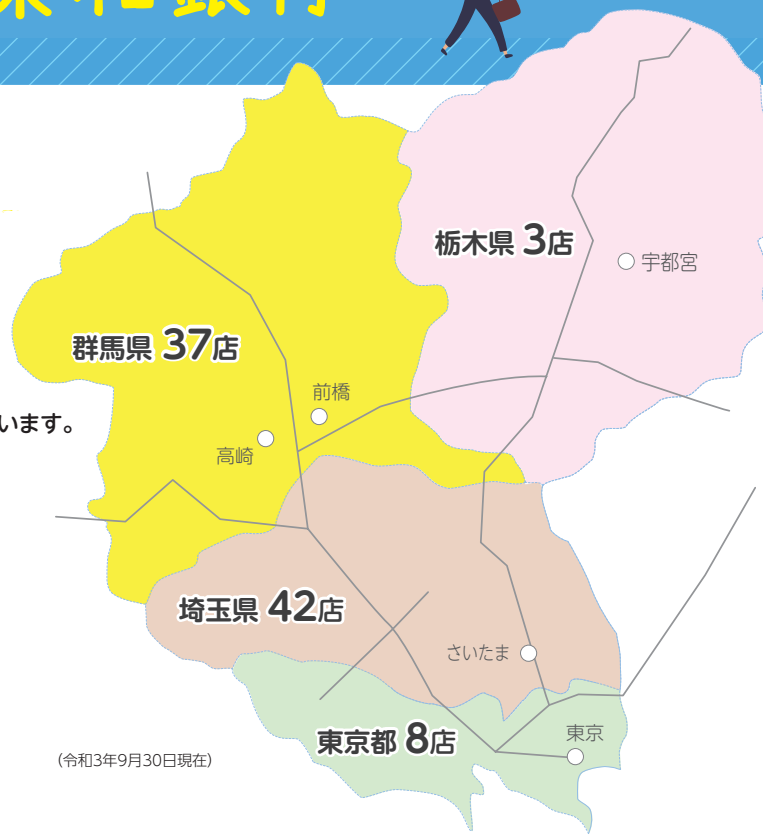 銀行
栃木県 3店
宇都宮
群馬県 37店
前橋
います。
高崎
埼玉県 42店
さいたま
東京都 8店
東京
(令和3年9月30日現在)